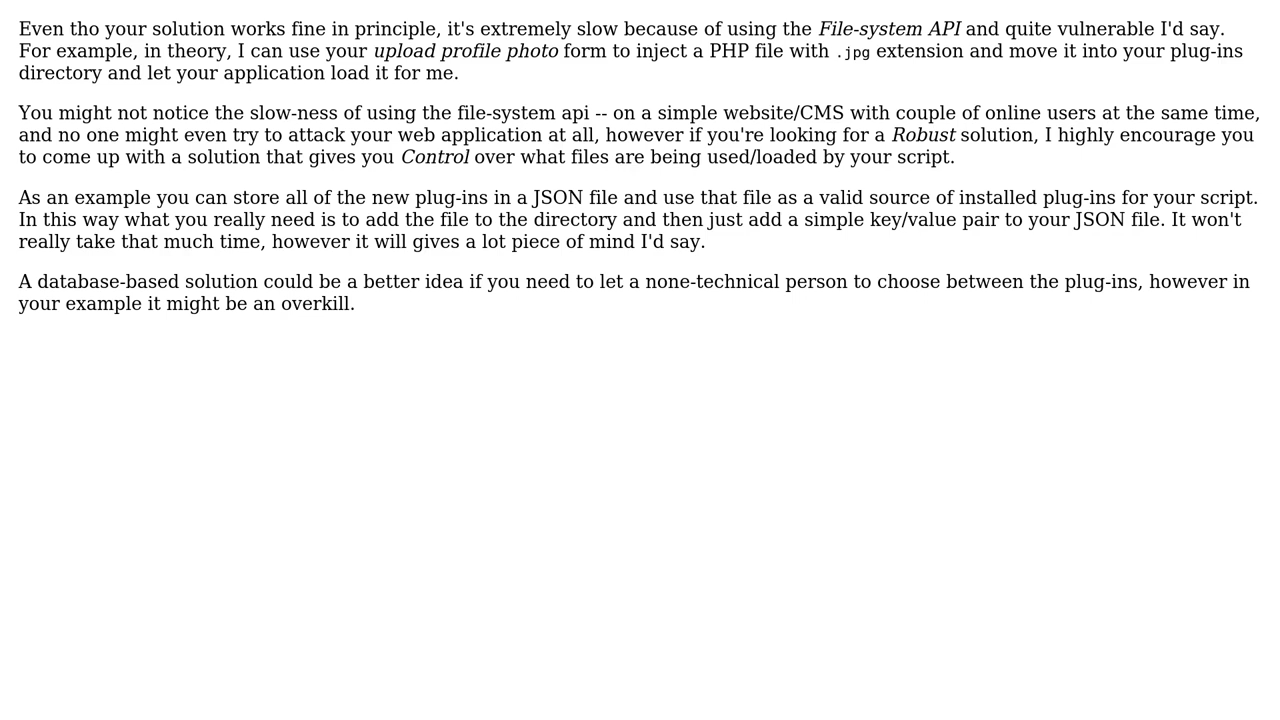 Even tho your solution works fine in principle, it's extremely slow because of using the File-system API and quite vulnerable I'd say.
For example, in theory, I can use your upload profile photo form to inject a PHP file with .jpg extension and move it into your plug-ins
directory and let your application load it for me.
You might not notice the slow-ness of using the file-system api -- on a simple website/CMS with couple of online users at the same time,
and no one might even try to attack your web application at all, however if you're looking for a Robust solution, I highly encourage you
to come up with a solution that gives you Control over what files are being used/loaded by your script.
As an example you can store all of the new plug-ins in a JSON file and use that file as a valid source of installed plug-ins for your script.
In this way what you really need is to add the file to the directory and then just add a simple key/value pair to your JSON file. It won't
really take that much time, however it will gives a lot piece of mind I'd say.
A database-based solution could be a better idea if you need to let a none-technical person to choose between the plug-ins, however in
your example it might be an overkill.